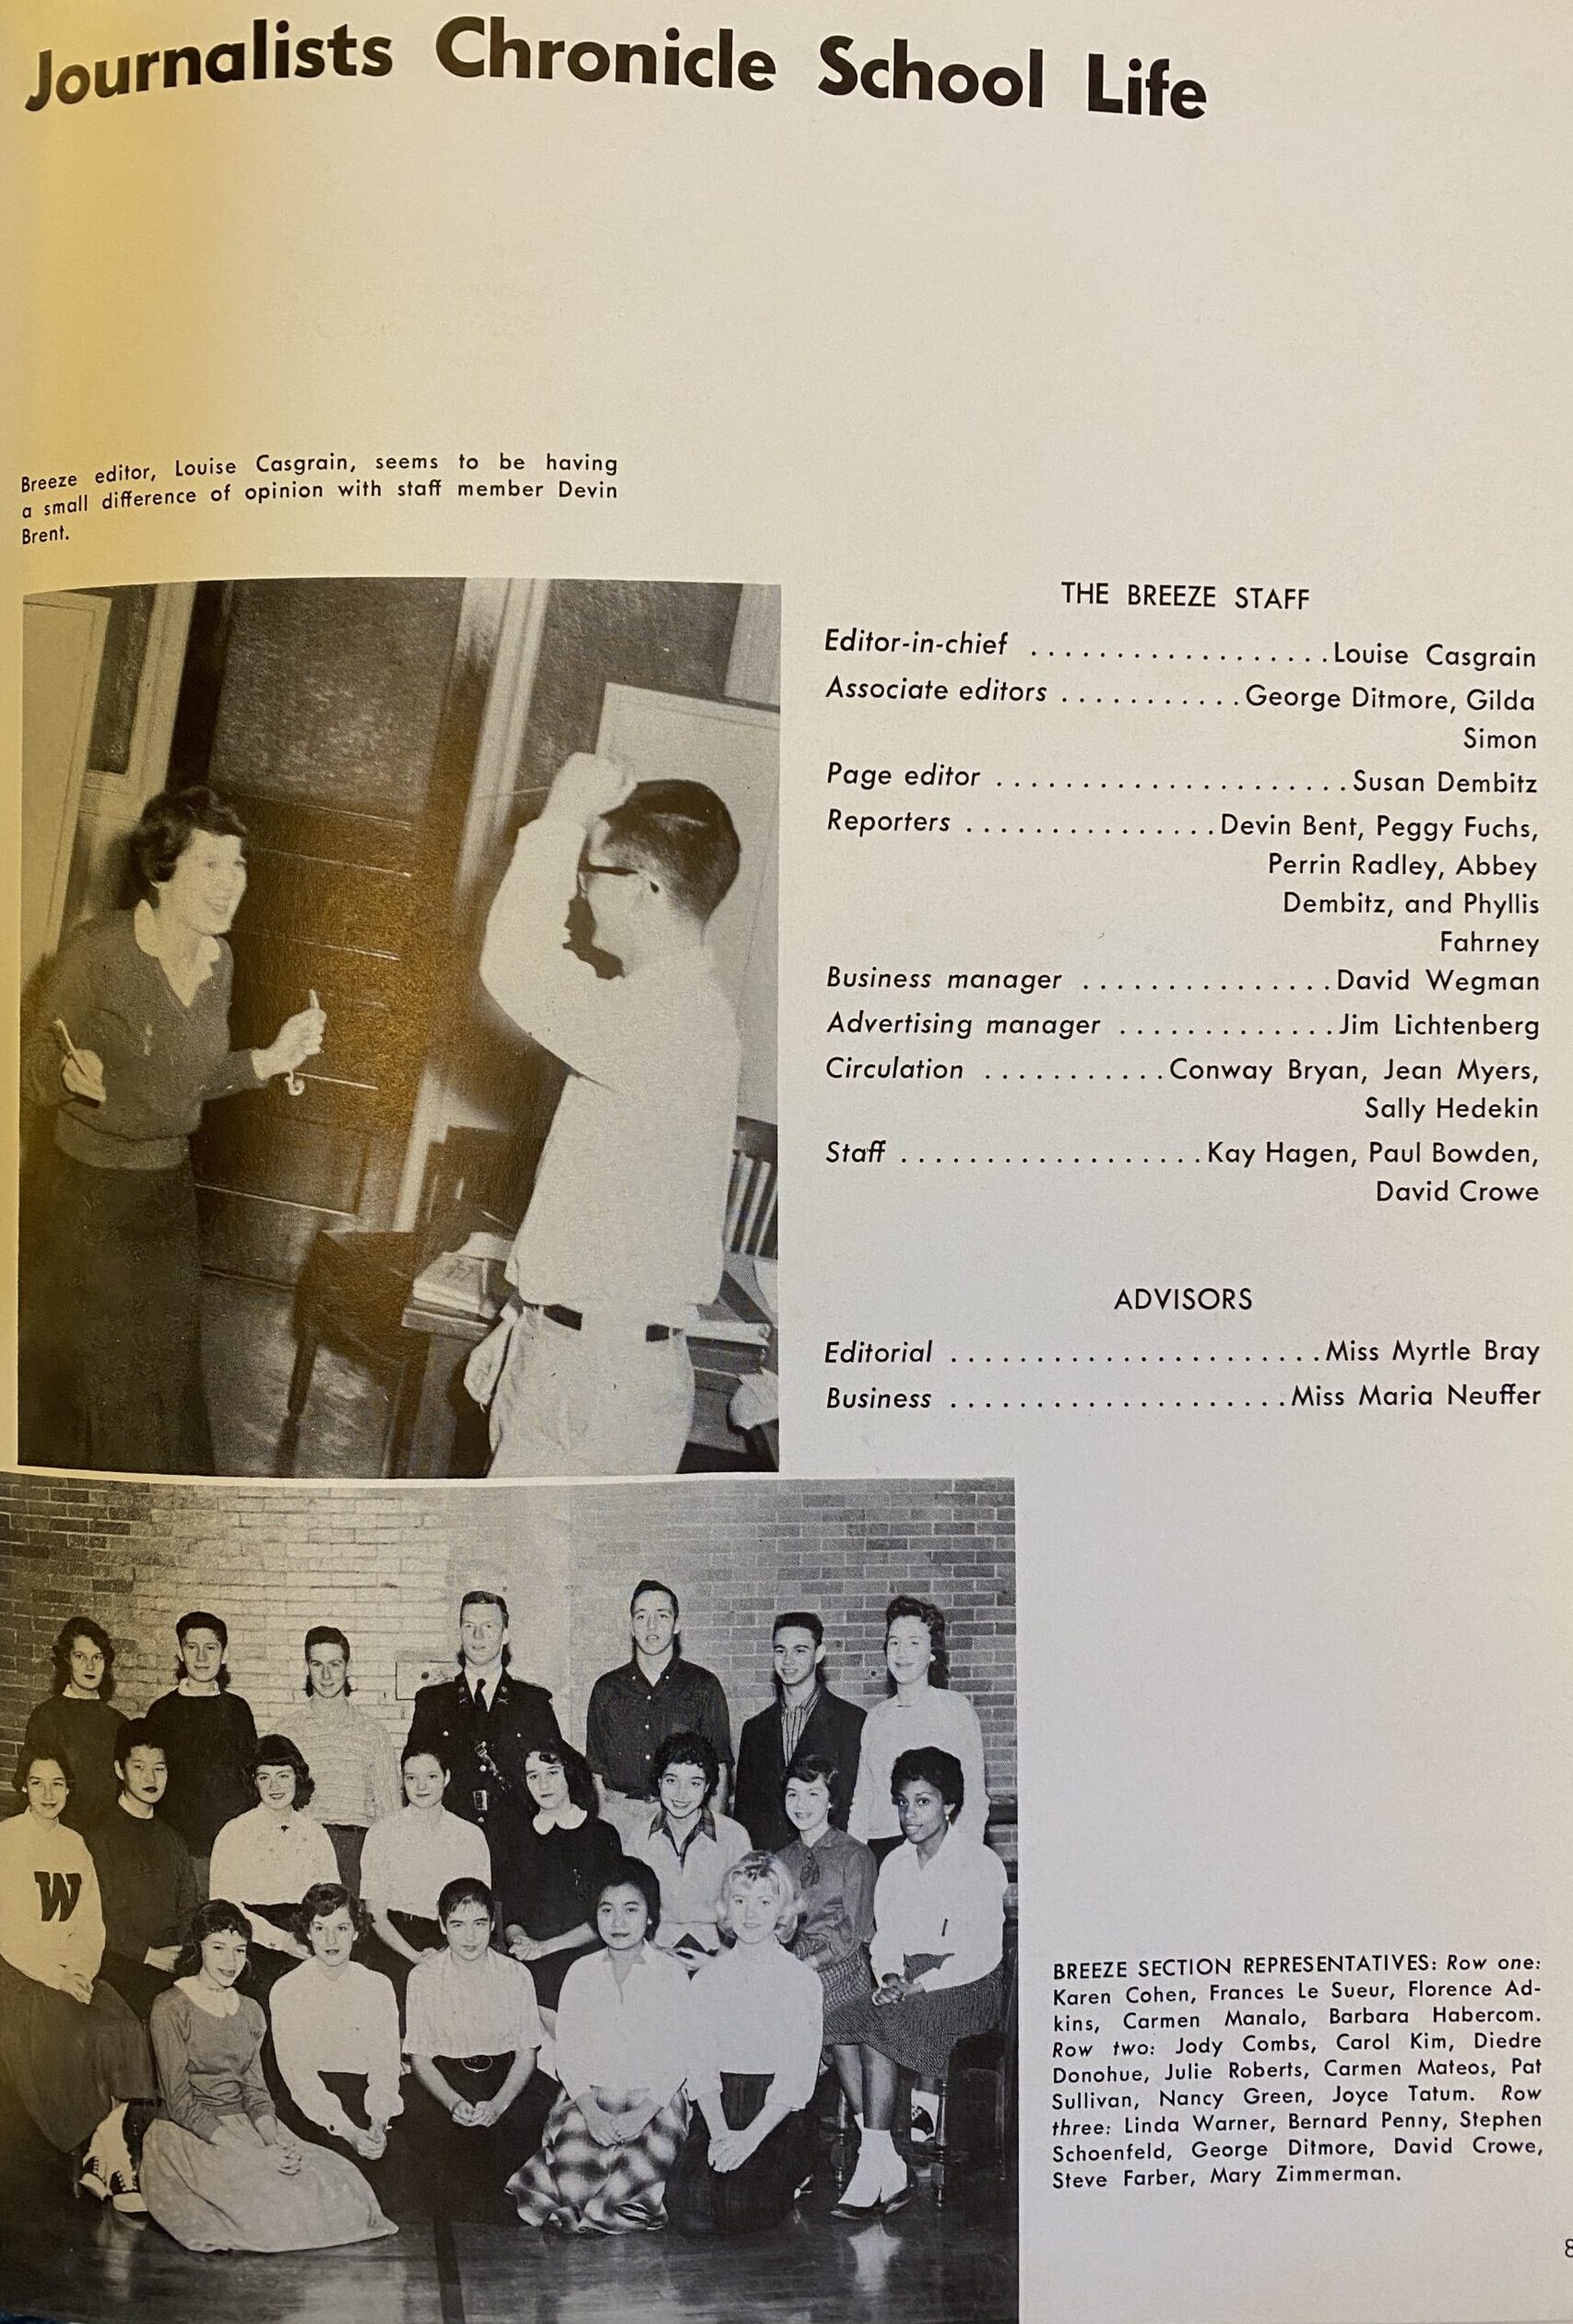 Journalists Chronicle School Life
Breeze editor, Louise Casgrain, seems to be having
a small difference of opinion with staff member Devin
Brent.
THE BREEZE STAFF
Editor-in-chief ..................Louise Casgrain
Associate editors ...........George Ditmore, Gilda
Simon
Page editor .....................Susan Dembitz
Reporters ...............Devin Bent, Peggy Fuchs,
Perrin Radley, Abbey
Dembitz, and Phyllis
Fahrney
Business manager ...............David Wegman
Advertising manager .............Jim Lichtenberg
Circulation ...........Conway Bryan, Jean Myers,
Sally Hedekin
Staff ..................Kay Hagen, Paul Bowden,
David Crowe
ADVISORS
Editorial ......................Miss Myrtle Bray
Business ....................Miss Maria Neuffer
W
BREEZE SECTION REPRESENTATIVES: Row one:
Karen Cohen, Frances Le Sueur, Florence Ad-
kins, Carmen Manalo, Barbara Habercom.
Row two: Jody Combs, Carol Kim, Diedre
Donohue, Julie Roberts, Carmen Mateos, Pat
Sullivan, Nancy Green, Joyce Tatum. Row
three: Linda Warner, Bernard Penny, Stephen
Schoenfeld, George Ditmore, David Crowe,
Steve Farber, Mary Zimmerman.
8